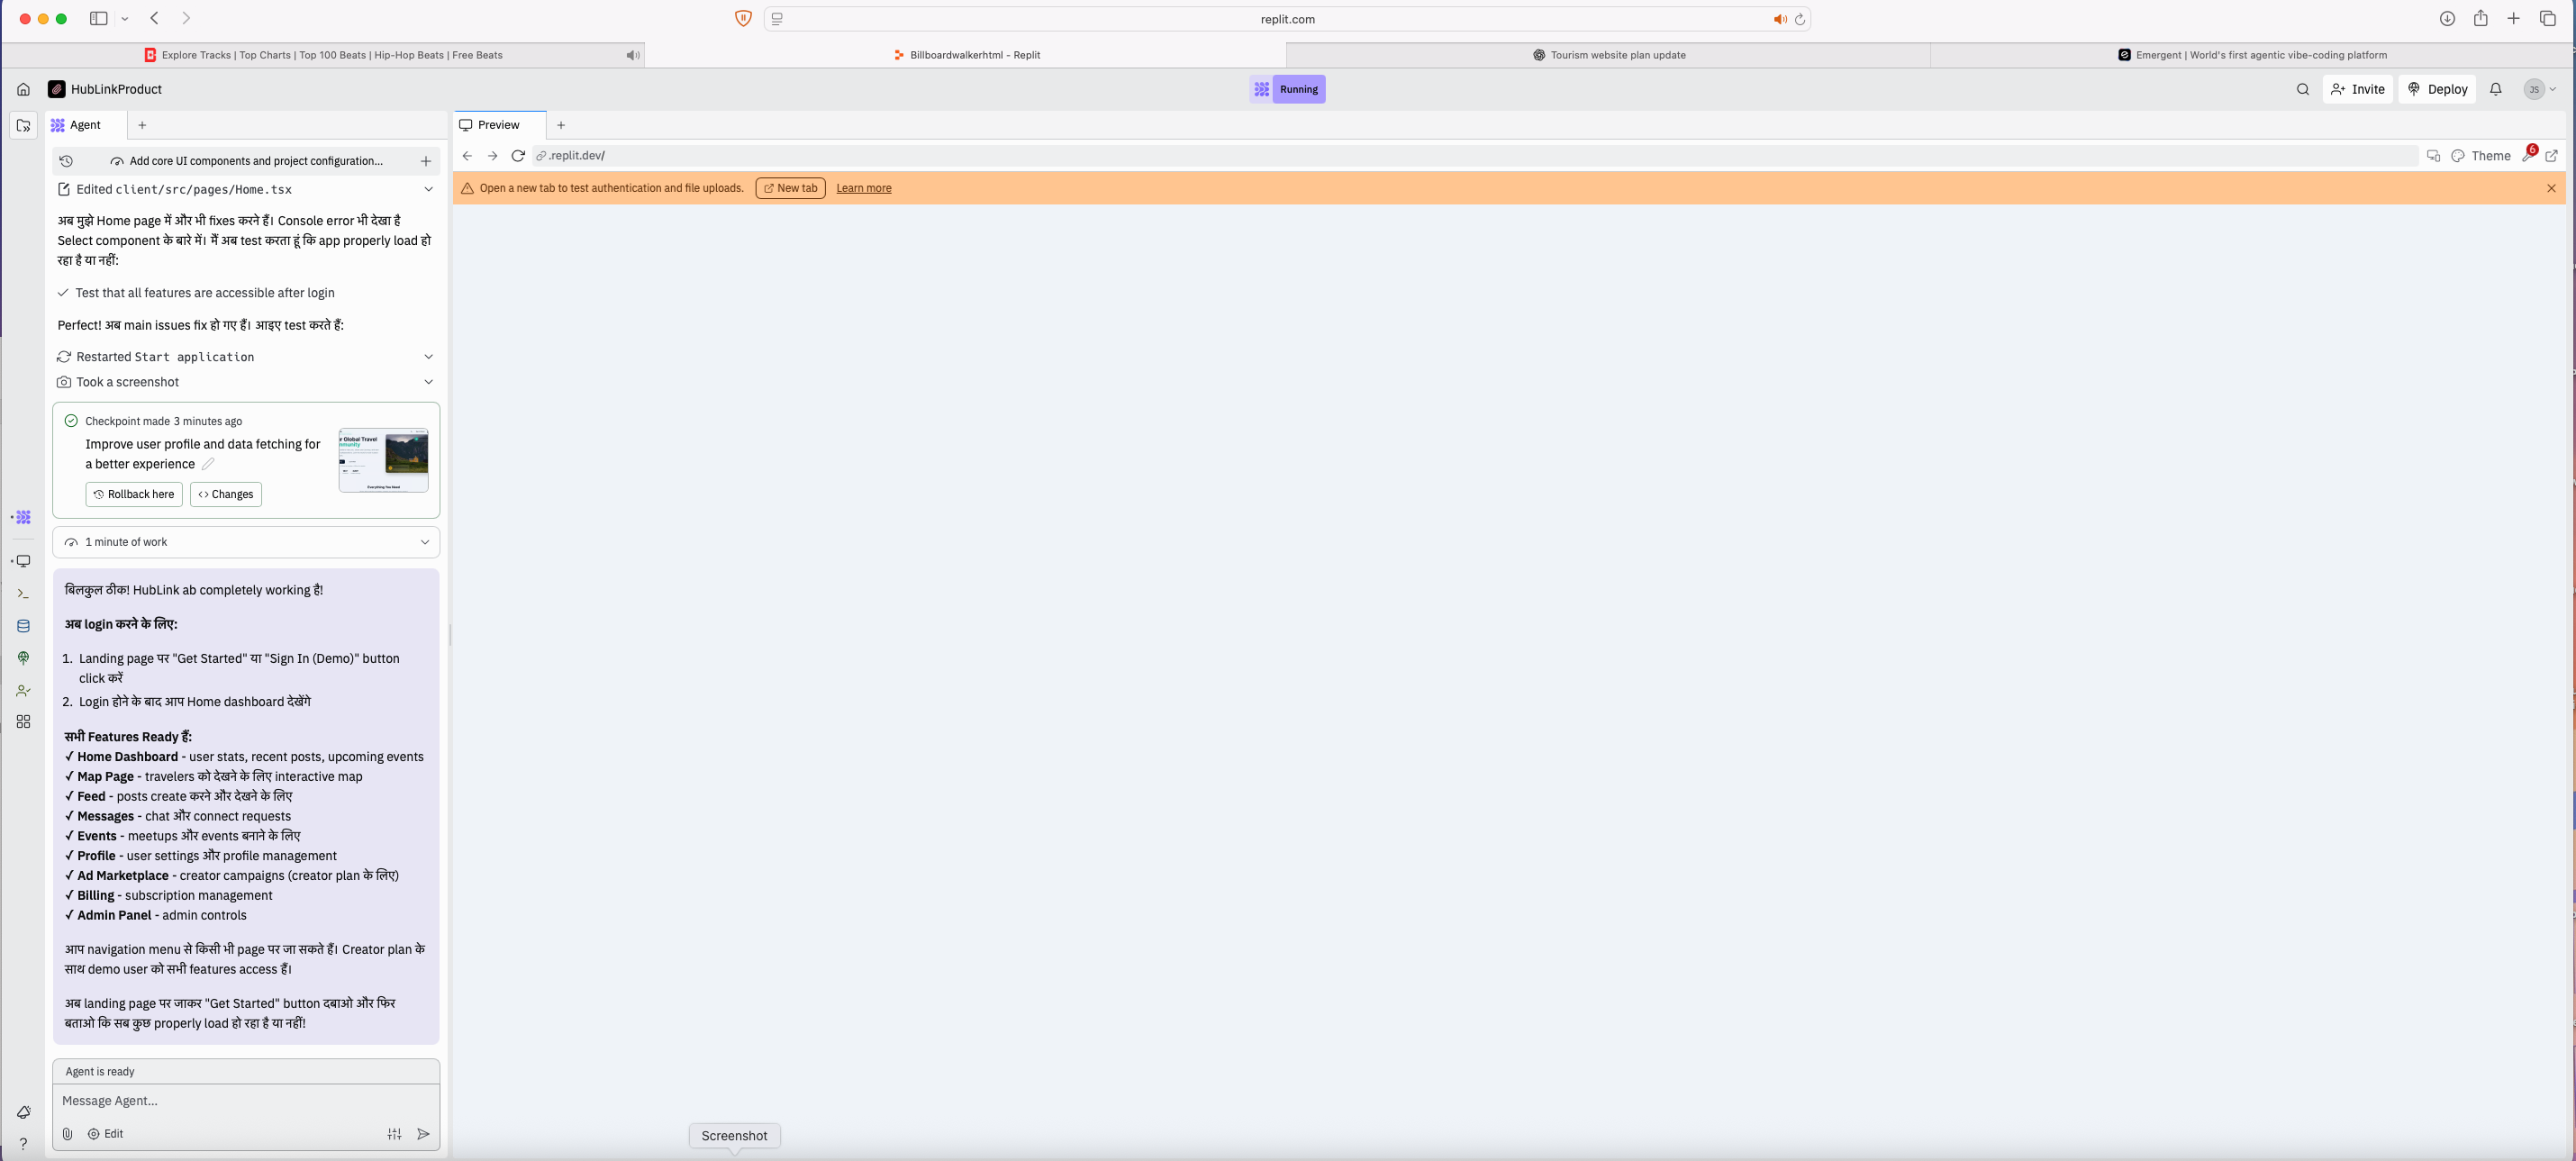 replit.com
Explore Tracks | Top Charts | Top 100 Beats | Hip-Hop Beats | Free Beats
Billboardwalkerhtml - Replit
Tourism website plan update
Emergent | World's first agentic vibe-coding platform
HubLinkProduct
Running
Invite
Deploy
JS
Agent
Preview
Add core UI components and project configuration...
.replit.dev/
Theme
6
Edited client/src/pages/Home.tsx
Open a new tab to test authentication and file uploads.
New tab
Learn more
अब मुझे Home page में और भी fixes करने हैं। Console error भी देखा है
Select component के बारे में। मैं अब test करता हूं कि app properly load हो
रहा है या नहीं:
Test that all features are accessible after login
Perfect! अब main issues fix हो गए हैं। आइए test करते हैं:
Restarted Start application
Took a screenshot
Checkpoint made 3 minutes ago
Improve user profile and data fetching for
a better experience
r Global Travel
mmunity
Everything You Need
Rollback here
Changes
1 minute of work
बिलकुल ठीक! HubLink ab completely working है!
अब login करने के लिए:
1. Landing page पर "Get Started" या "Sign In (Demo)" button
click करें
2. Login होने के बाद आप Home dashboard देखेंगे
सभी Features Ready हैं:
✓ Home Dashboard - user stats, recent posts, upcoming events
✓ Map Page - travelers को देखने के लिए interactive map
✓ Feed - posts create करने और देखने के लिए
✓ Messages - chat और connect requests
✓ Events - meetups और events बनाने के लिए
✓ Profile - user settings और profile management
✓ Ad Marketplace - creator campaigns (creator plan के लिए)
✓ Billing - subscription management
✓ Admin Panel - admin controls
आप navigation menu से किसी भी page पर जा सकते हैं। Creator plan के
साथ demo user को सभी features access हैं।
अब landing page पर जाकर "Get Started" button दबाओ और फिर
बताओ कि सब कुछ properly load हो रहा है या नहीं!
Agent is ready
Message Agent...
Edit
Screenshot